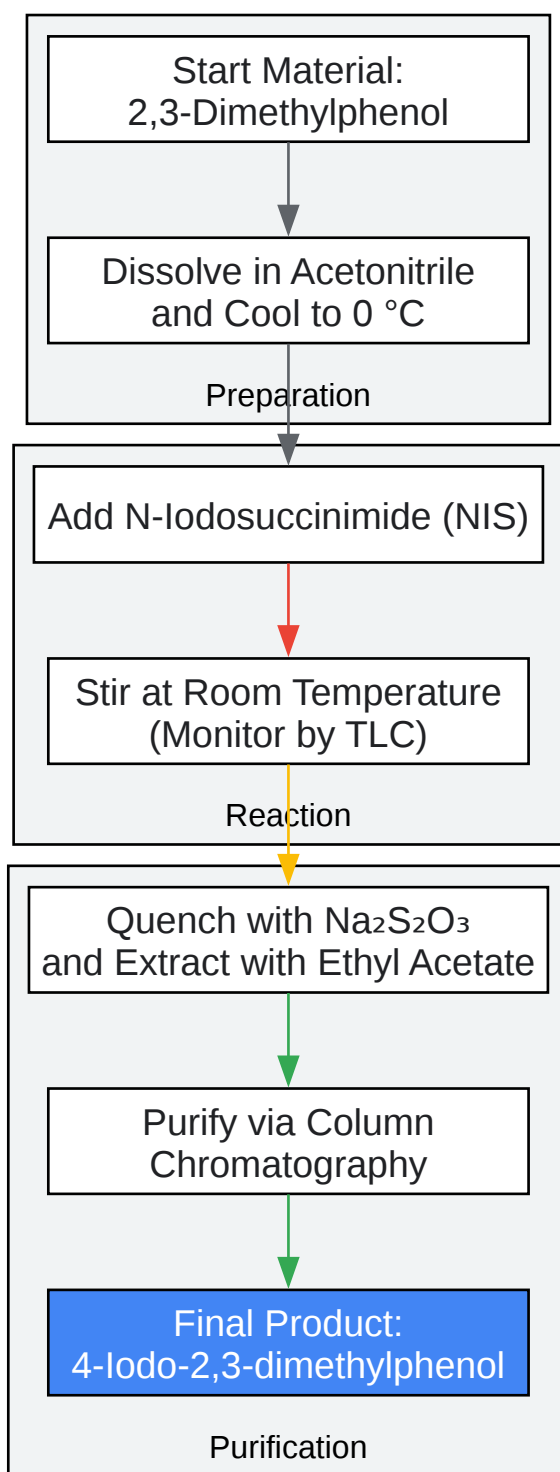 Start Material:
2,3-Dimethylphenol
Dissolve in Acetonitrile
and Cool to 0 °C
Preparation
Add N-Iodosuccinimide (NIS)
Stir at Room Temperature
(Monitor by TLC)
Reaction
Quench with Na₂S₂O₃
and Extract with Ethyl Acetate
Purify via Column
Chromatography
Final Product:
4-Iodo-2,3-dimethylphenol
Purification